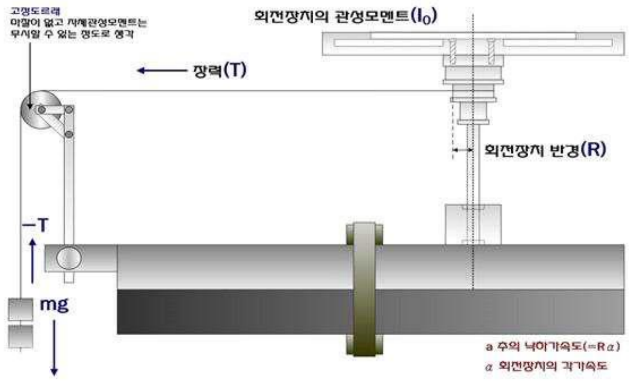 고정도르래
마찰이 없고 자체관성모멘트는
무시할 수 있는 정도로 생각
회전장치의 관성모멘트(I₀)
장력(T)
회전장치 반경(R)
−T
mg
a 추의 낙하가속도(=Rα)
α 회전장치의 각가속도